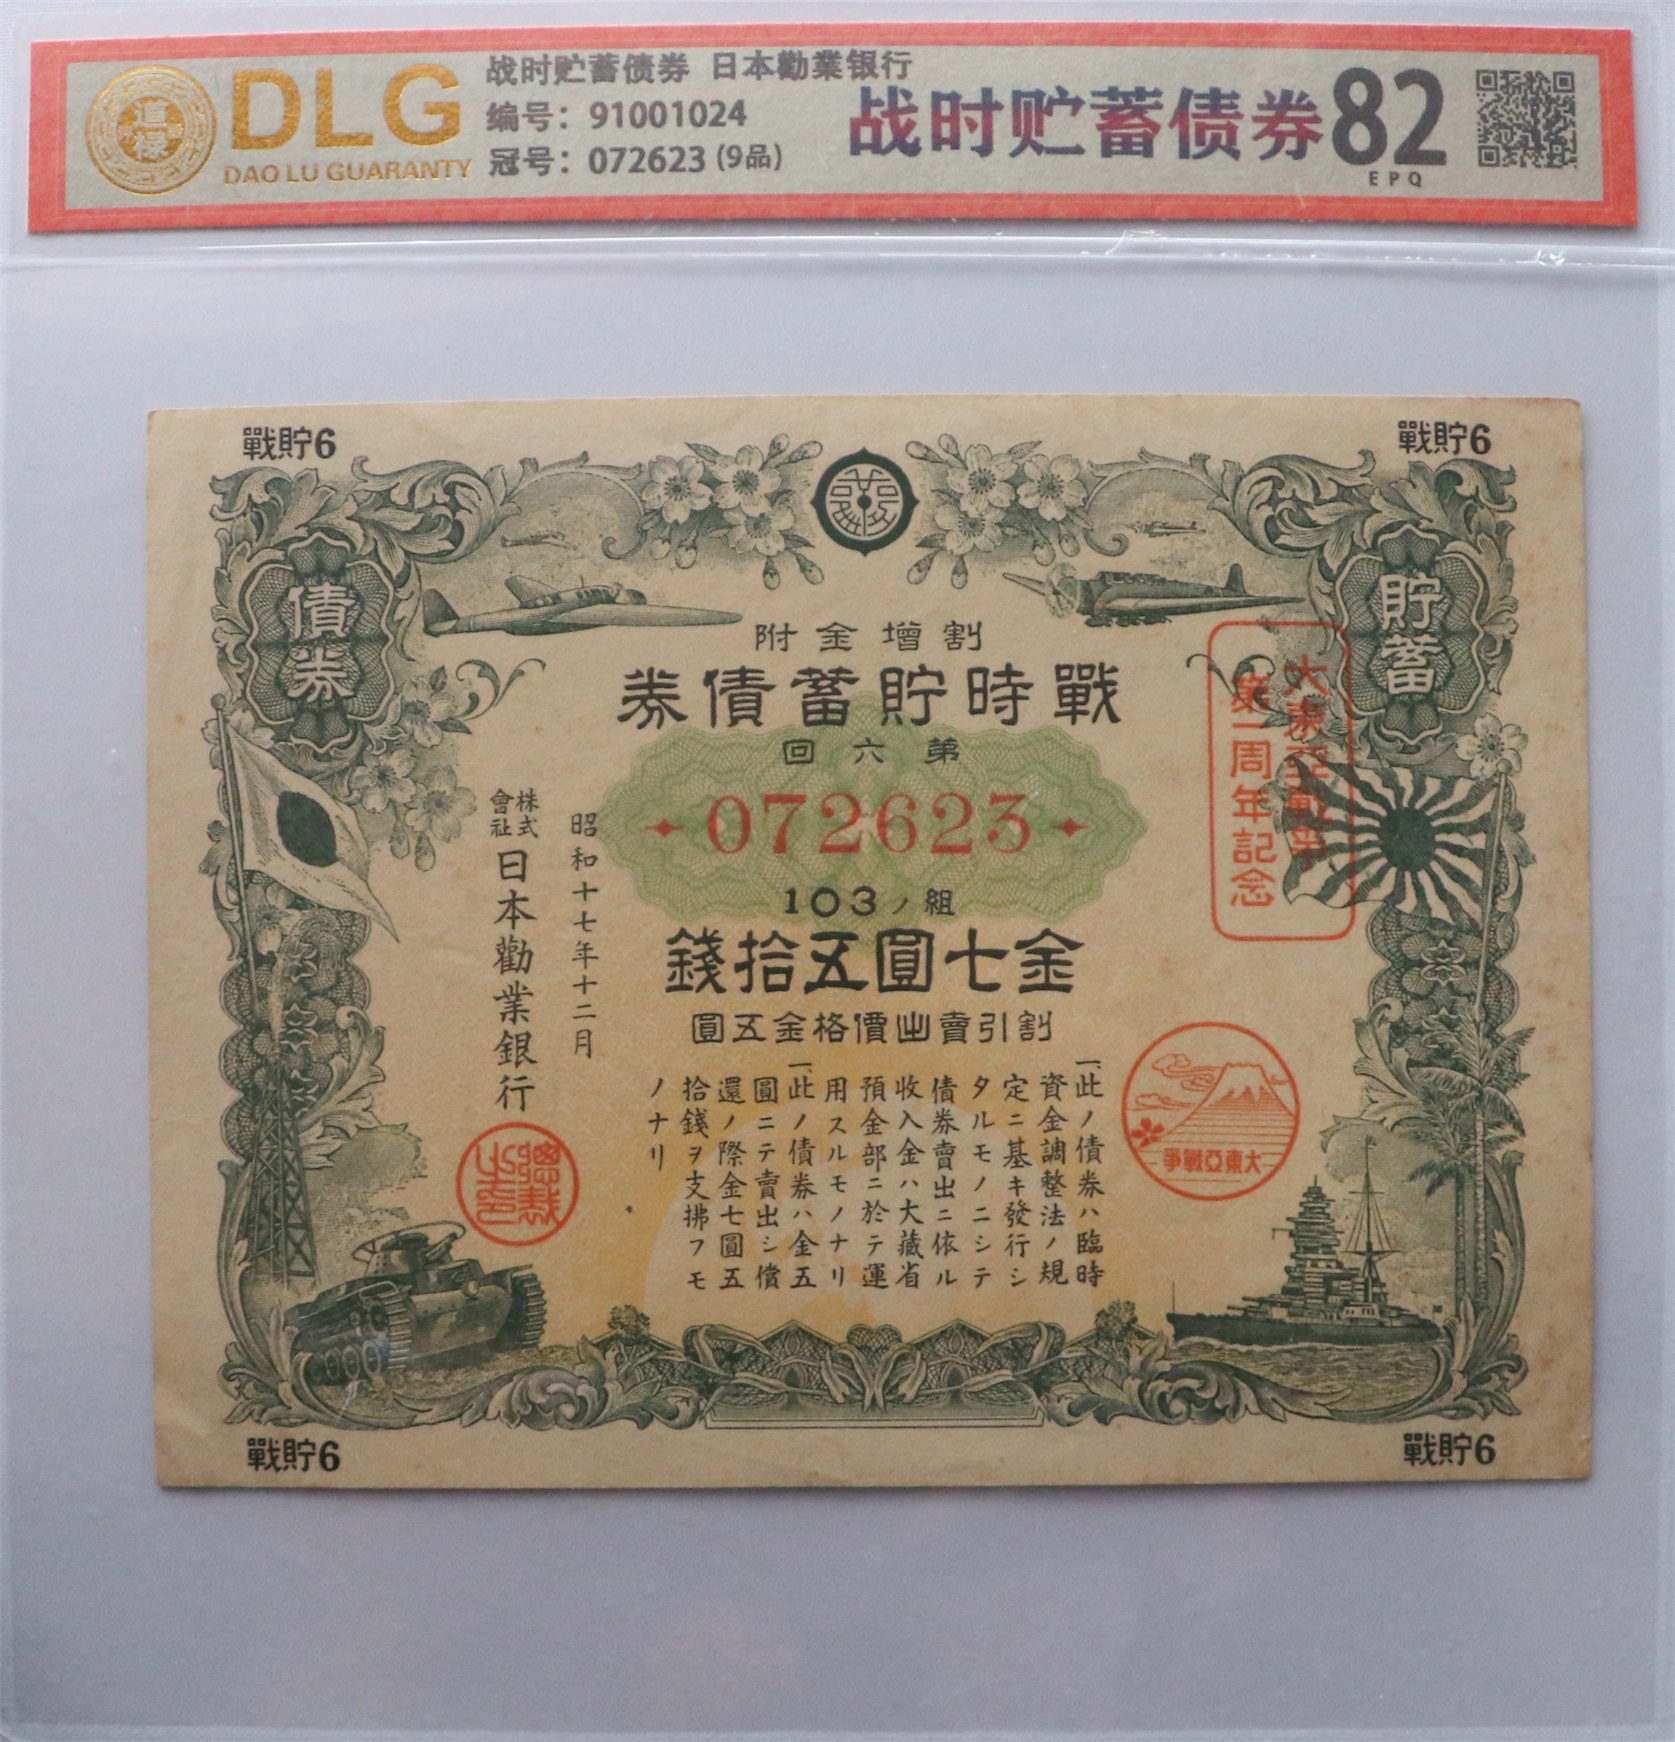 DLG
DAO LU GUARANTY
战时贮蓄债券 日本勸業银行
编号：91001024
冠号：072623(9品)
战时贮蓄债券
82
EPQ
戰貯6
戰貯6
債券
貯蓄
附金增割
券債蓄貯時戰
回六第
072623
103ノ組
錢拾五圓七金
圓五金格價出賣引割
大東亞戰爭
第一周年記念
一、此ノ債券ハ臨時
資金調整法ノ規
定ニ基キ發行シ
タルモノニシテ
債券賣出ニ依ル
收入金ハ大藏省
預金部ニ於テ運
用スルモノナリ
一、此ノ債券ハ金五
圓ニテ賣出シ償
還ノ際金七圓五
拾錢ヲ支拂フモ
ノナリ
昭和十七年十二月
株式會社日本勸業銀行
爭戰亞東大
戰貯6
戰貯6